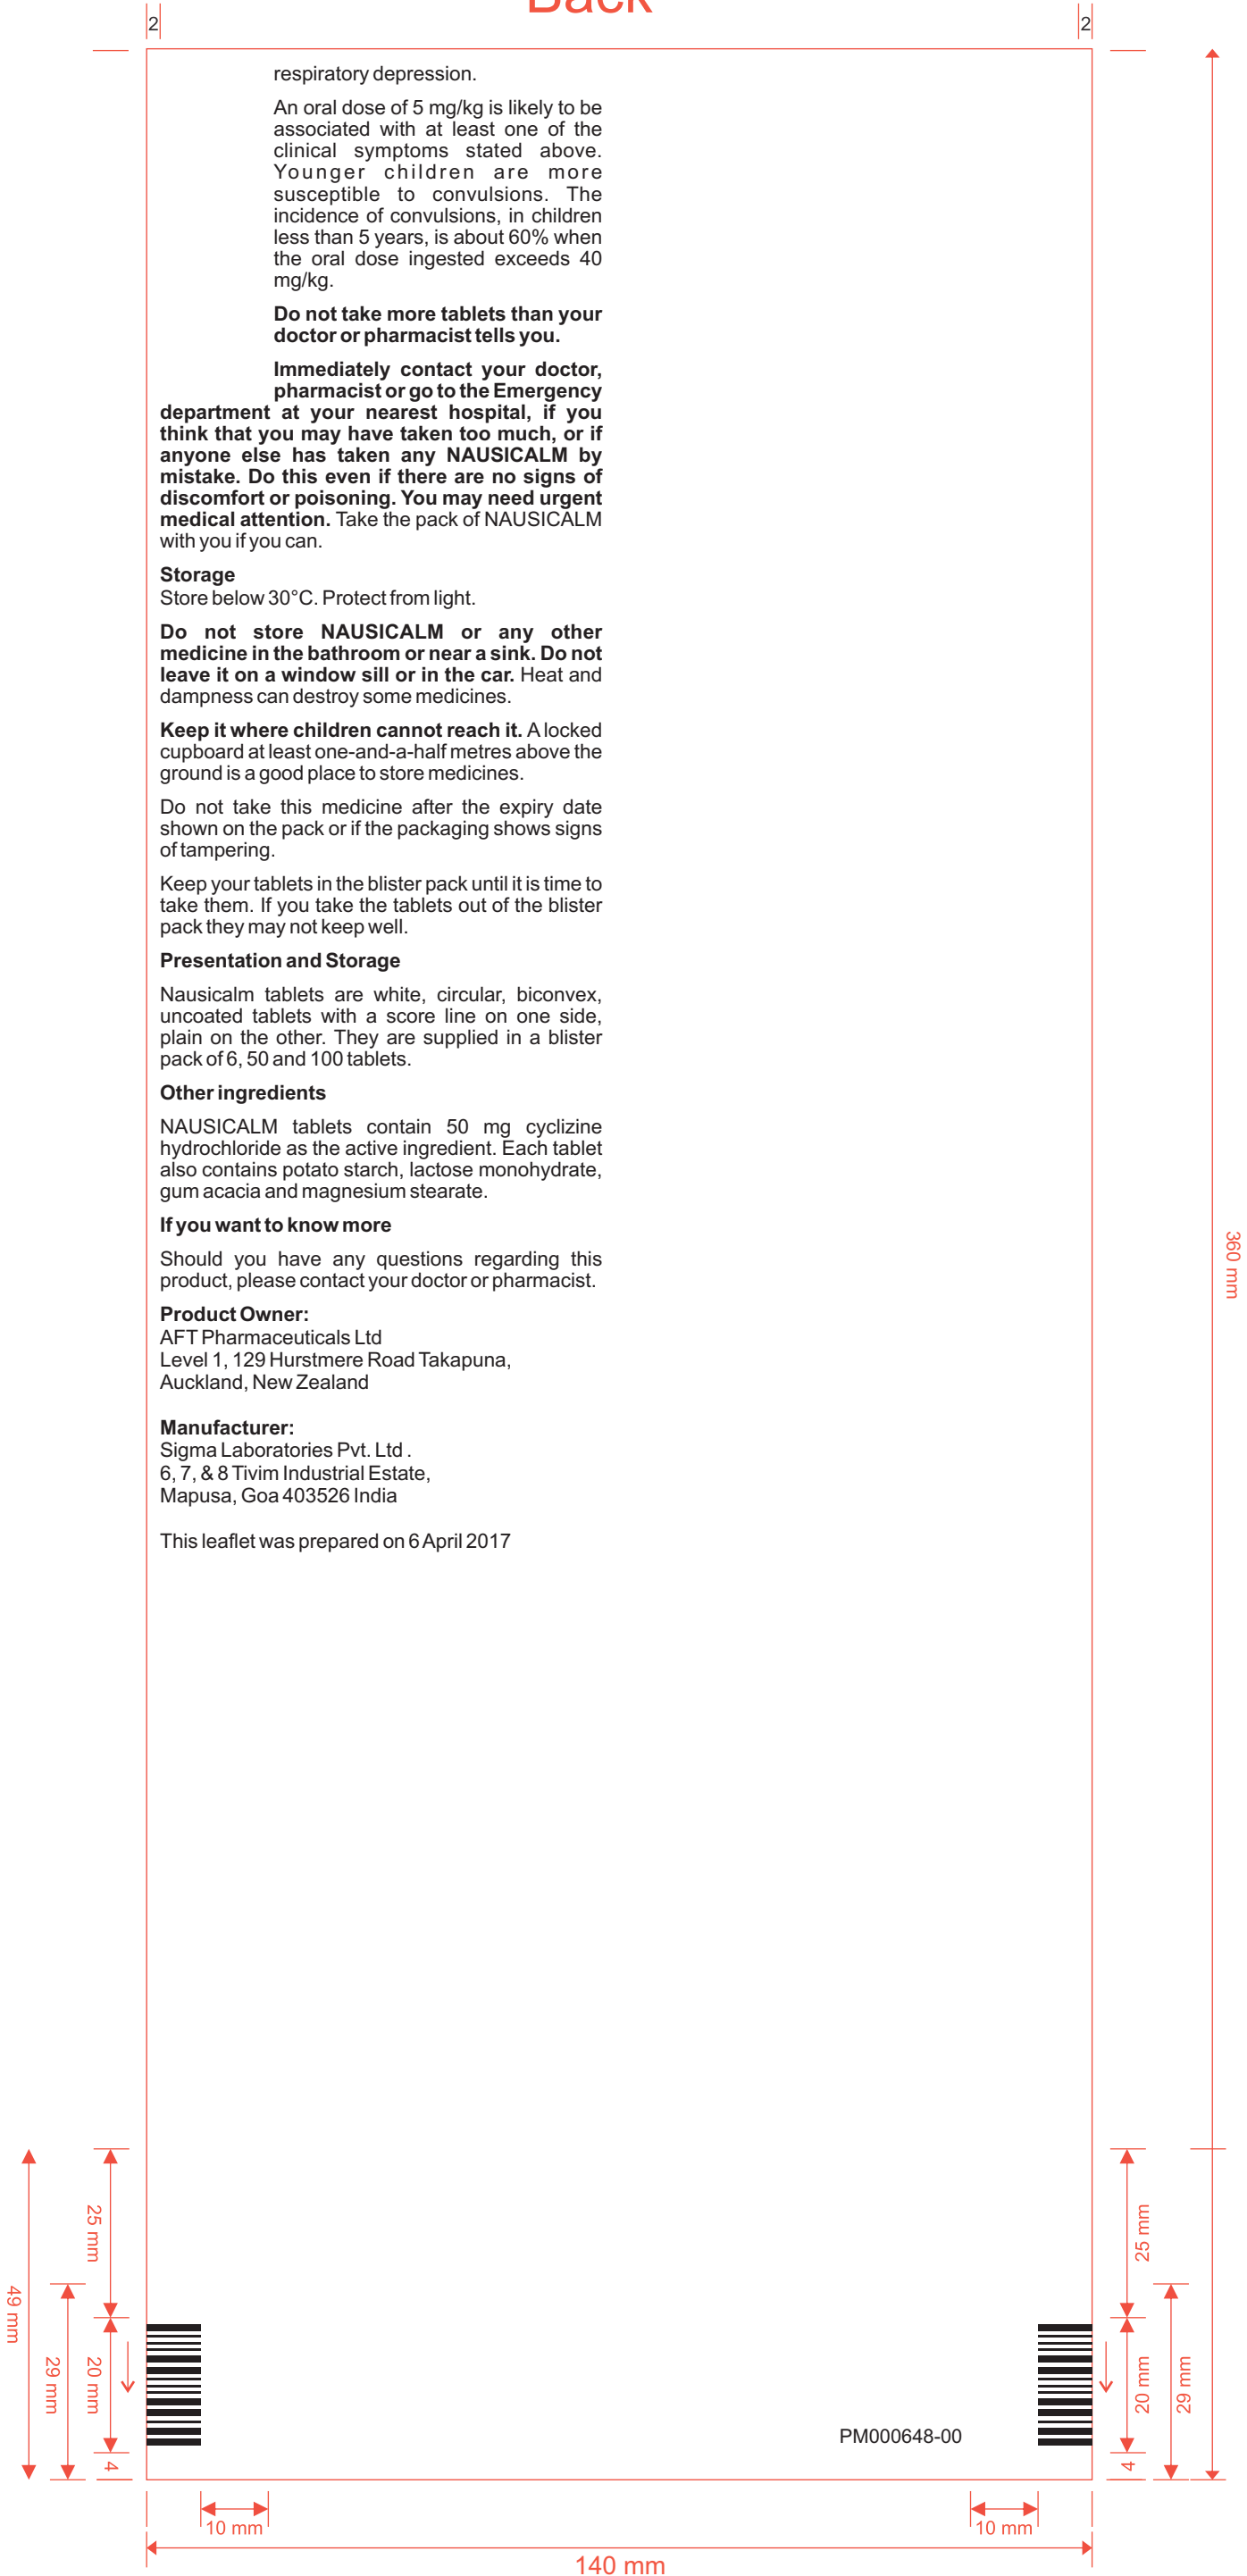 Back
2
2
respiratory depression.
An oral dose of 5 mg/kg is likely to be
associated with at least one of the
clinical symptoms stated above.
Younger children are more
susceptible to convulsions. The
incidence of convulsions, in children
less than 5 years, is about 60% when
the oral dose ingested exceeds 40
mg/kg.
Do not take more tablets than your
doctor or pharmacist tells you.
Immediately contact your doctor,
pharmacist or go to the Emergency
department at your nearest hospital, if you
think that you may have taken too much, or if
anyone else has taken any NAUSICALM by
mistake. Do this even if there are no signs of
discomfort or poisoning. You may need urgent
medical attention. Take the pack of NAUSICALM
with you if you can.
Storage
Store below 30°C. Protect from light.
Do not store NAUSICALM or any other
medicine in the bathroom or near a sink. Do not
leave it on a window sill or in the car. Heat and
dampness can destroy some medicines.
Keep it where children cannot reach it. A locked
cupboard at least one-and-a-half metres above the
ground is a good place to store medicines.
Do not take this medicine after the expiry date
shown on the pack or if the packaging shows signs
of tampering.
Keep your tablets in the blister pack until it is time to
take them. If you take the tablets out of the blister
pack they may not keep well.
Presentation and Storage
Nausicalm tablets are white, circular, biconvex,
uncoated tablets with a score line on one side,
plain on the other. They are supplied in a blister
pack of 6, 50 and 100 tablets.
Other ingredients
NAUSICALM tablets contain 50 mg cyclizine
hydrochloride as the active ingredient. Each tablet
also contains potato starch, lactose monohydrate,
gum acacia and magnesium stearate.
If you want to know more
Should you have any questions regarding this
product, please contact your doctor or pharmacist.
Product Owner:
AFT Pharmaceuticals Ltd
Level 1, 129 Hurstmere Road Takapuna,
Auckland, New Zealand
Manufacturer:
Sigma Laboratories Pvt. Ltd .
6, 7, & 8 Tivim Industrial Estate,
Mapusa, Goa 403526 India
This leaflet was prepared on 6 April 2017
360 mm
49 mm
29 mm
25 mm
20 mm
4
25 mm
20 mm
4
29 mm
PM000648-00
10 mm
10 mm
140 mm